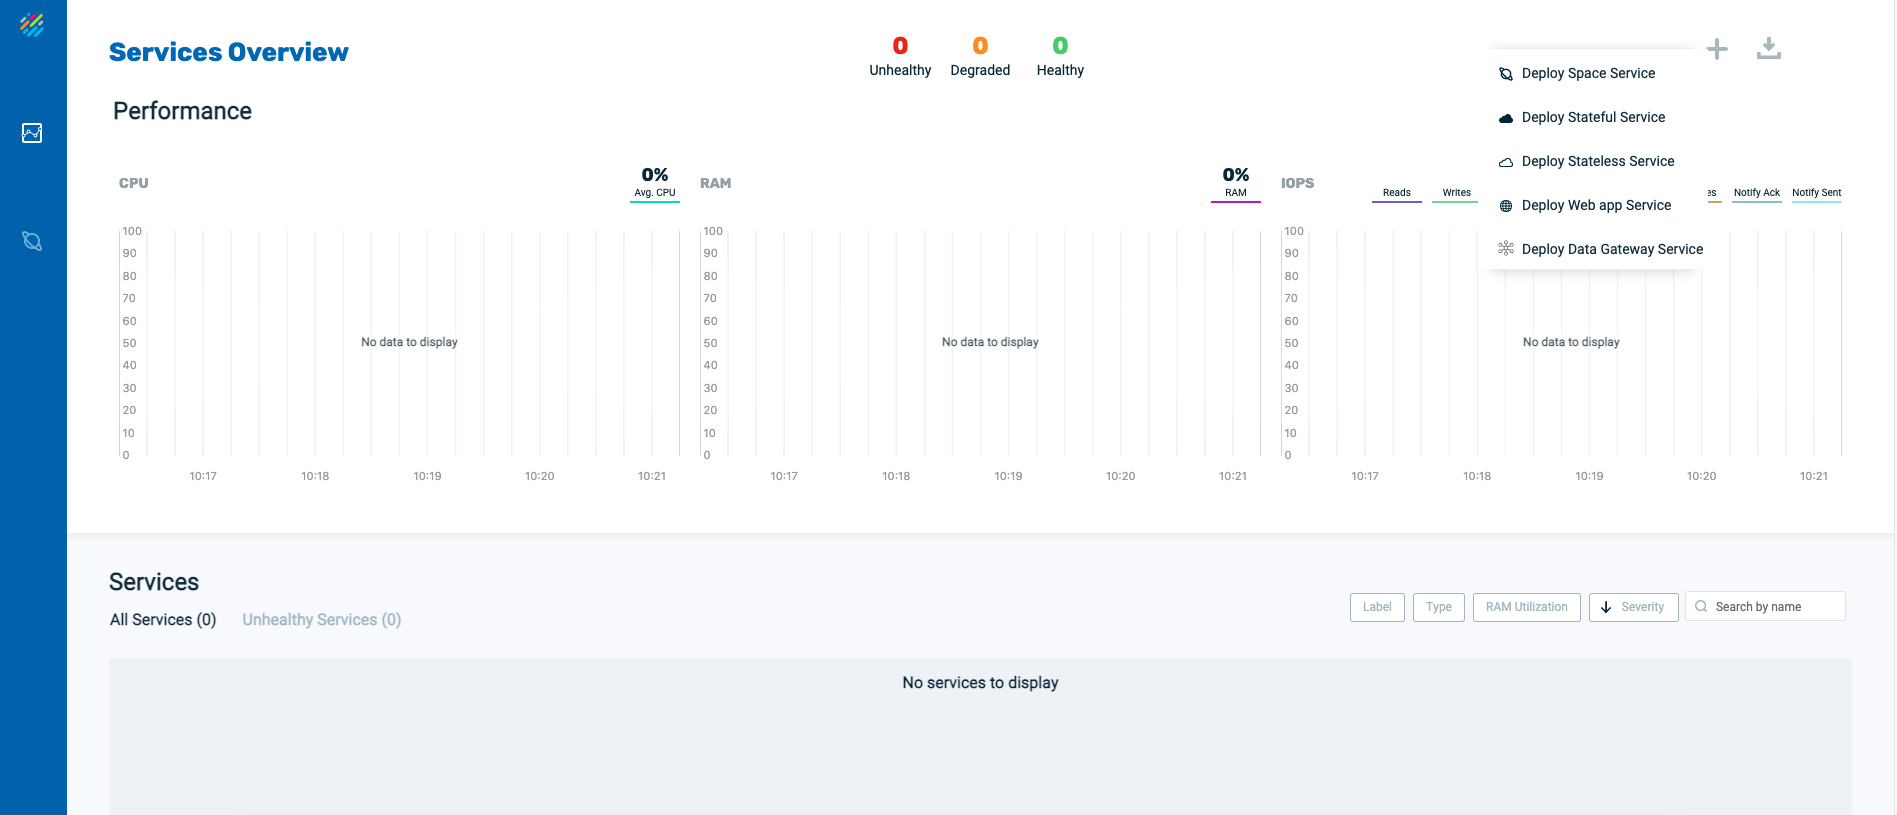 Services Overview
0
Unhealthy
0
Degraded
0
Healthy
Deploy Space Service
Deploy Stateful Service
Deploy Stateless Service
Deploy Web app Service
Deploy Data Gateway Service
Performance
CPU
0%
Avg. CPU
100
90
80
70
60
50
40
30
20
10
0
No data to display
10:17 10:18 10:19 10:20 10:21
RAM
0%
RAM
100
90
80
70
60
50
40
30
20
10
0
No data to display
10:17 10:18 10:19 10:20 10:21
IOPS
Reads Writes es Notify Ack Notify Sent
100
90
80
70
60
50
40
30
20
10
0
No data to display
10:17 10:18 10:19 10:20 10:21
Services
All Services (0) Unhealthy Services (0)
Label Type RAM Utilization Severity Search by name
No services to display